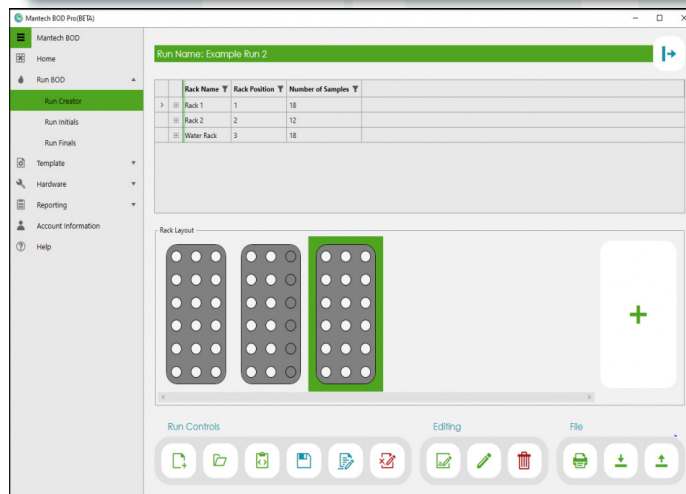 Mantech BOD Pro(BETA)
Mantech BOD
Home
Run BOD
Run Creator
Run Initials
Run Finals
Template
Hardware
Reporting
Account Information
Help
Run Name: Example Run 2
Rack Name Rack Position Number of Samples
Rack 1 1 18
Rack 2 2 12
Water Rack 3 18
Rack Layout
Run Controls Editing File